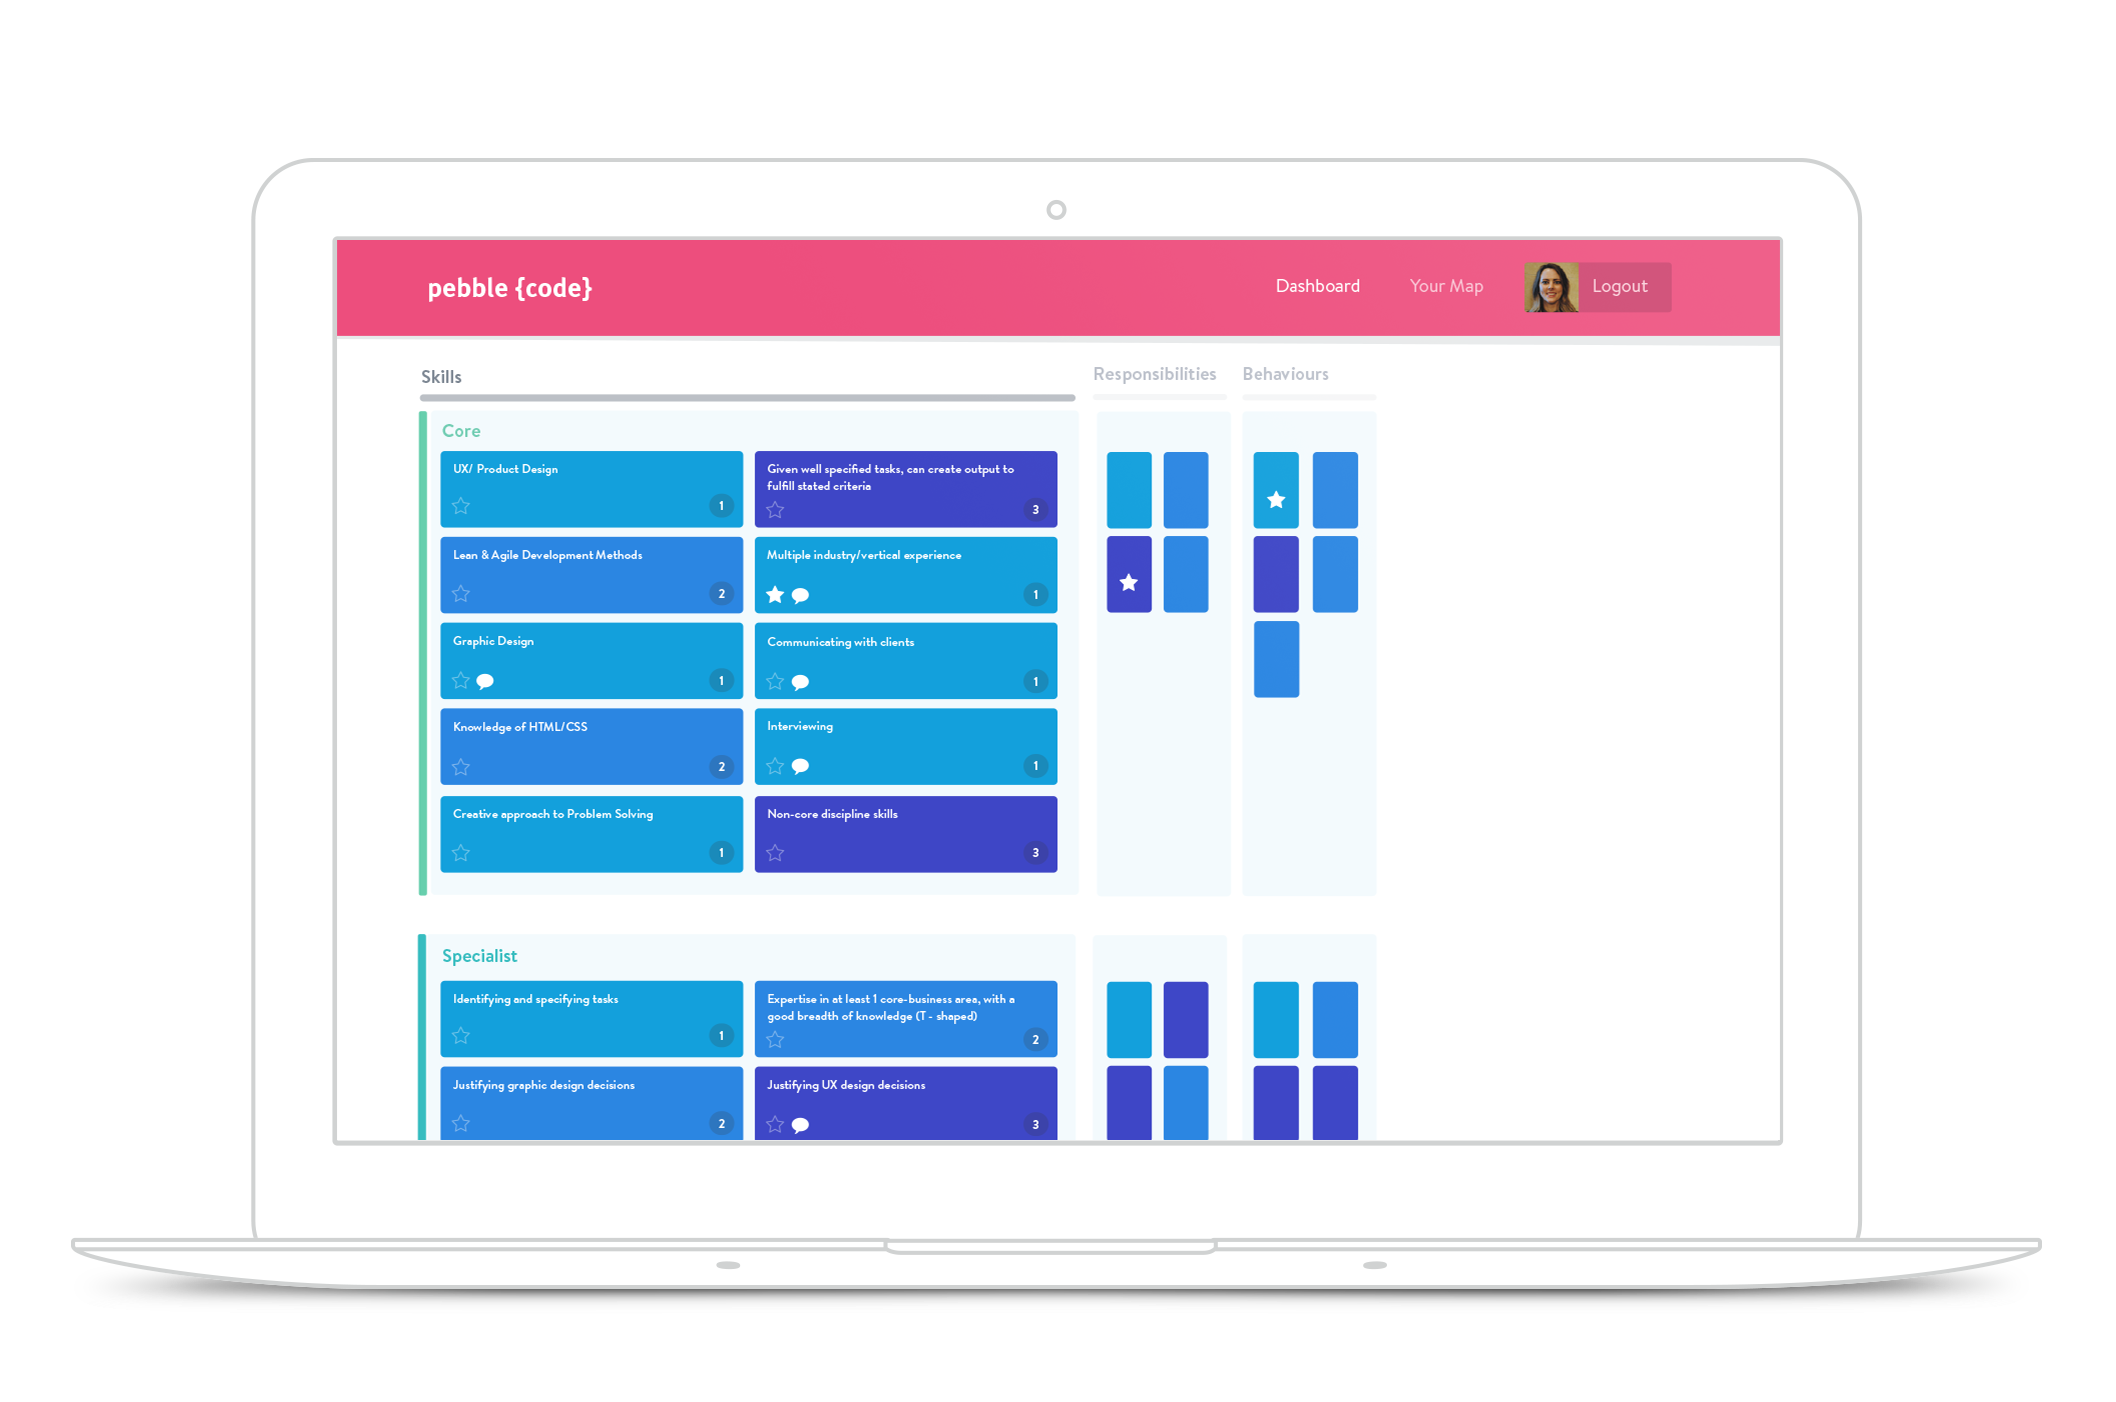 pebble {code}
Dashboard
Your Map
Logout
Skills
Responsibilities
Behaviours
Core
UX/ Product Design
1
Given well specified tasks, can create output to
fulfill stated criteria
3
Lean & Agile Development Methods
2
Multiple industry/vertical experience
1
Graphic Design
1
Communicating with clients
1
Knowledge of HTML/CSS
2
Interviewing
1
Creative approach to Problem Solving
1
Non-core discipline skills
3
Specialist
Identifying and specifying tasks
1
Expertise in at least 1 core-business area, with a
good breadth of knowledge (T - shaped)
2
Justifying graphic design decisions
2
Justifying UX design decisions
3